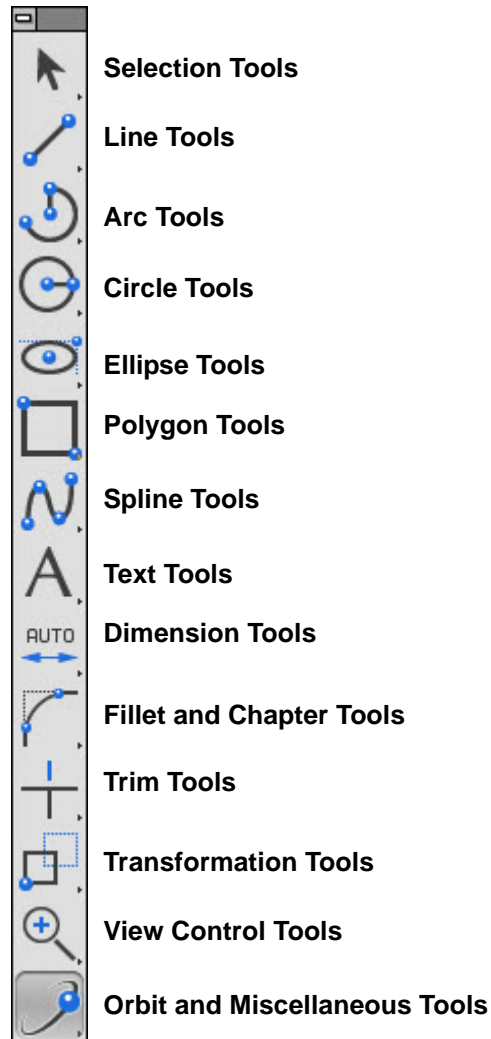 Selection Tools
Line Tools
Arc Tools
Circle Tools
Ellipse Tools
Polygon Tools
Spline Tools
A Text Tools
AUTO Dimension Tools
Fillet and Chapter Tools
Trim Tools
Transformation Tools
View Control Tools
Orbit and Miscellaneous Tools